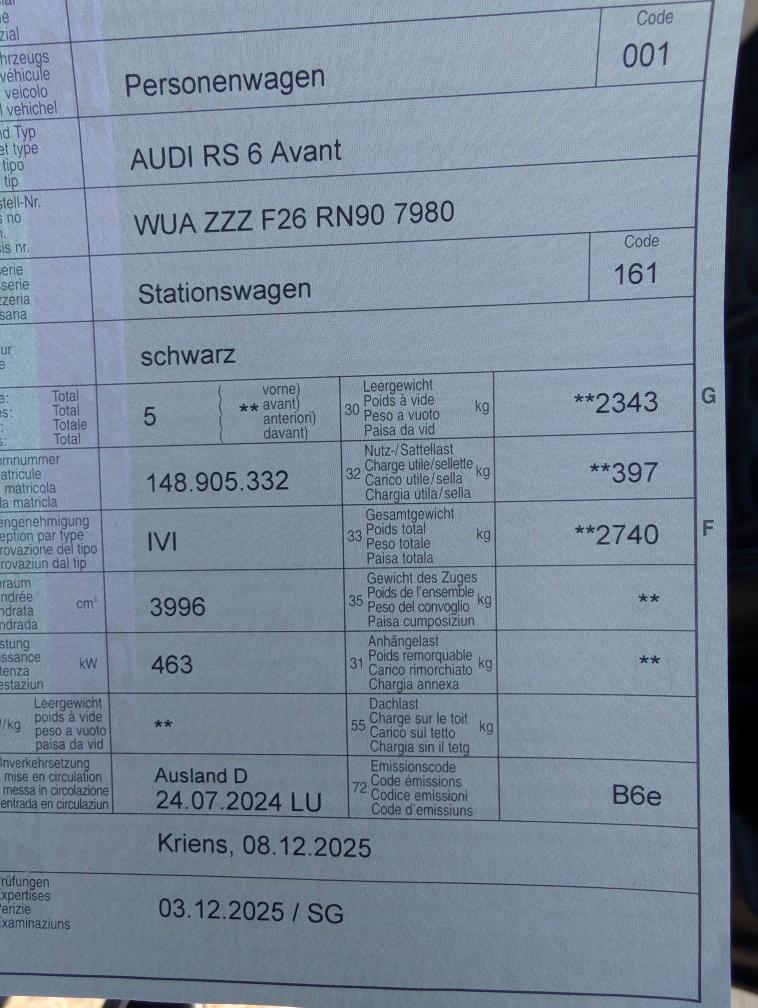 zial
Code
001
hrzeugs
véhicule
veicolo
vehichel
Personenwagen
nd Typ
et type
tipo
tip
AUDI RS 6 Avant
stell-Nr.
no
is nr.
WUA ZZZ F26 RN90 7980
Code
161
serie
zzeria
saria
Stationswagen
schwarz
Total
Total
Totale
Total
5
** vorne)
avant)
anteriori)
davant)
30 Leergewicht
Poids à vide
Peso a vuoto
Paisa da vid
kg
**2343
G
mnummer
atricule
matricola
la matricla
148.905.332
32 Nutz-/Sattellast
Charge utile/sellette
Carico utile/sella
Chargia utila/sella
kg
**397
engenehmigung
eption par type
rovazione del tipo
rovaziun dal tip
IVI
33 Gesamtgewicht
Poids total
Peso totale
Paisa totala
kg
**2740
F
raum
ndrée
ndrata
ndrada
cm³
3996
35 Gewicht des Zuges
Poids de l'ensemble
Peso del convoglio
Paisa cumposiziun
kg
**
stung
issance
tenza
estaziun
kW
463
31 Anhängelast
Poids remorquable
Carico rimorchiato
Chargia annexa
kg
**
/kg
Leergewicht
poids à vide
peso a vuoto
paisa da vid
**
55 Dachlast
Charge sur le toit
Carico sul tetto
Chargia sin il tetg
kg
Inverkehrsetzung
mise en circulation
messa in circolazione
entrada en circulaziun
Ausland D
24.07.2024 LU
72 Emissionscode
Code émissions
Codice emissioni
Code d'emissiuns
B6e
Kriens, 08.12.2025
rüfungen
xpertises
erizie
xaminaziuns
03.12.2025 / SG